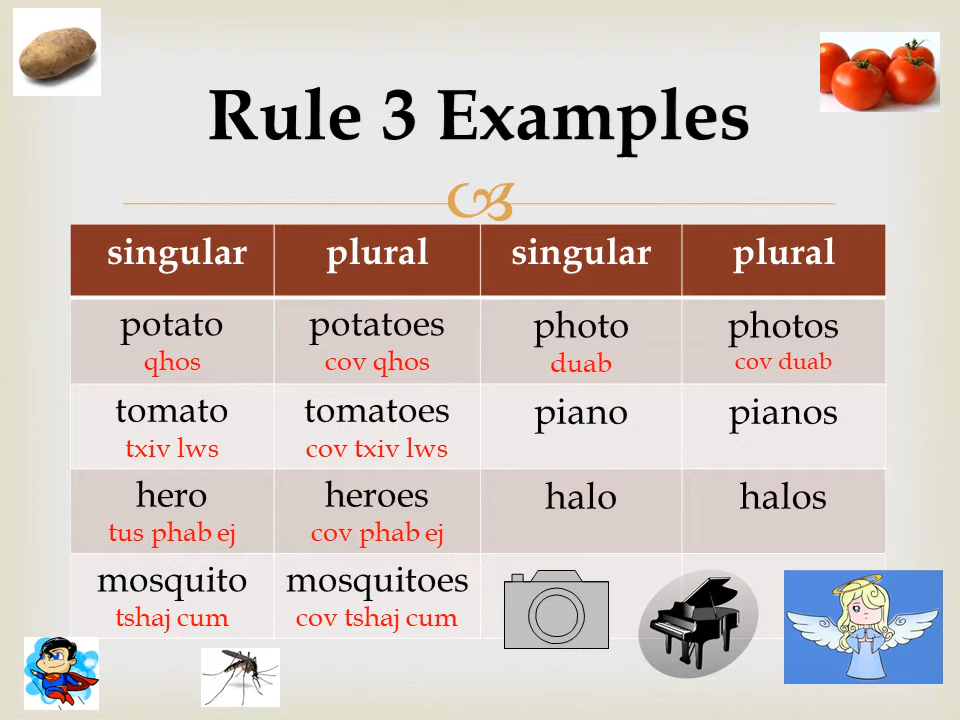 Rule 3 Examples
singular plural singular plural
potato potatoes photo photos
qhos cov qhos duab cov duab
tomato tomatoes piano pianos
txiv lws cov txiv lws
hero heroes halo halos
tus phab ej cov phab ej
mosquito mosquitoes
tshaj cum cov tshaj cum